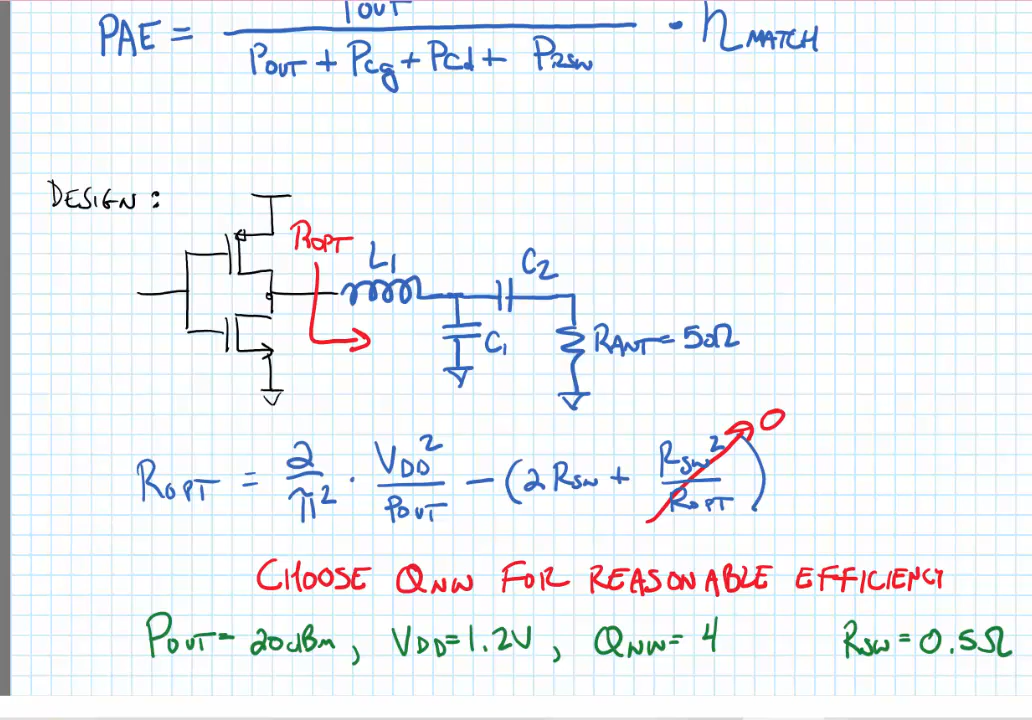 POUT
PAE = ———— · ηMATCH
POUT + Pcg + Pcd + PRSW
DESIGN:
ROPT
L1
C2
C1
RANT = 50Ω
ROPT = 2/π² · VDD²/POUT − (2RSW + RSW²/ROPT) 0
CHOOSE QNW FOR REASONABLE EFFICIENCY
POUT = 20dBm, VDD=1.2V, QNW= 4 RSW = 0.5Ω